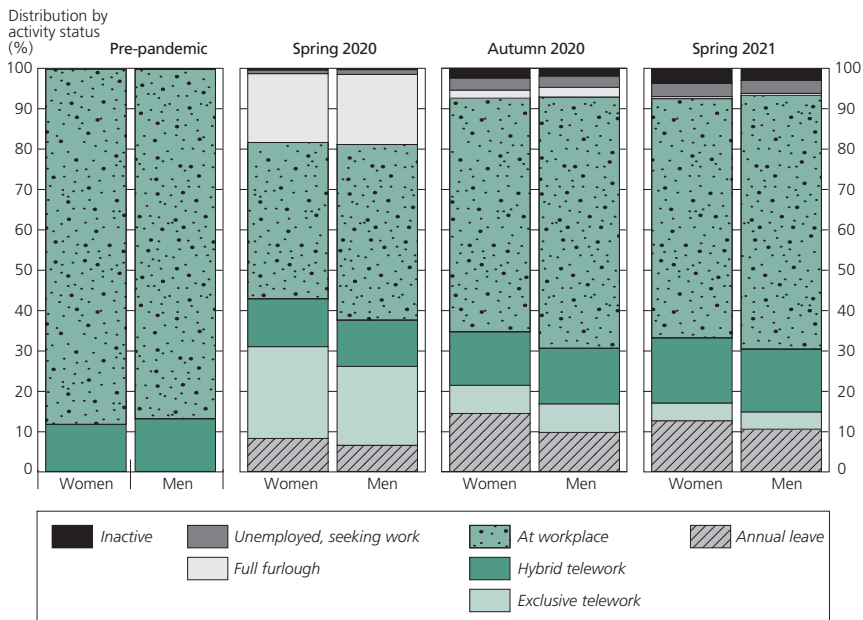 Distribution by
activity status
(%)
Pre-pandemic
Spring 2020
Autumn 2020
Spring 2021
100
90
80
70
60
50
40
30
20
10
0
100
90
80
70
60
50
40
30
20
10
0
Women Men Women Men Women Men Women Men
Inactive Unemployed, seeking work At workplace Annual leave
Full furlough Hybrid telework
Exclusive telework